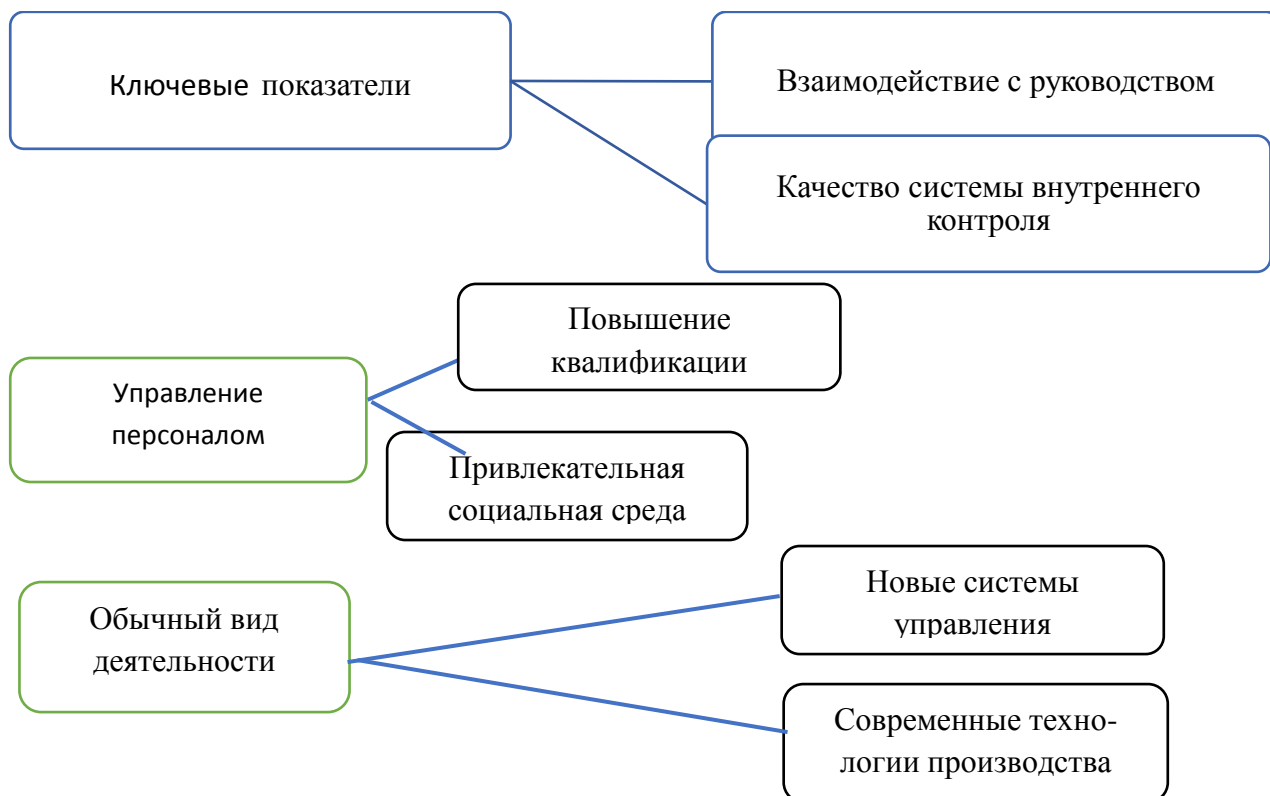 Ключевые показатели
Взаимодействие с руководством
Качество системы внутреннего
контроля
Повышение
квалификации
Управление
персоналом
Привлекательная
социальная среда
Новые системы
управления
Обычный вид
деятельности
Современные техно-
логии производства